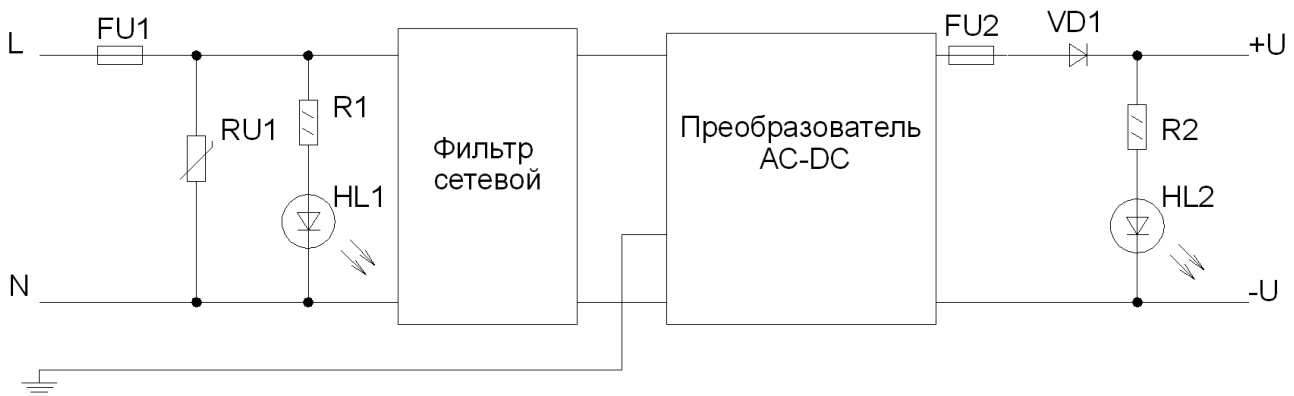 FU1
FU2
VD1
L
+U
R1
RU1
Фильтр
сетевой
Преобразователь
AC-DC
R2
HL1
HL2
N
-U